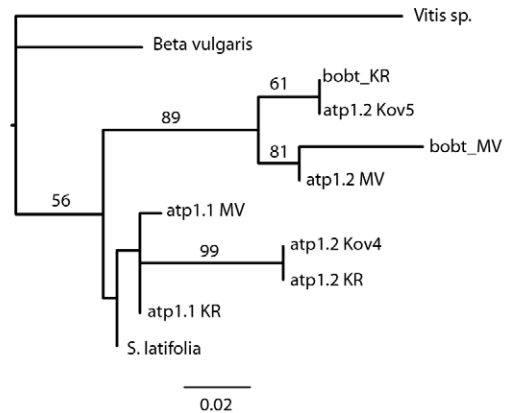 Vitis sp.
Beta vulgaris
61
bobt_KR
atp1.2 Kov5
89
81
bobt_MV
atp1.2 MV
56
atp1.1 MV
99
atp1.2 Kov4
atp1.2 KR
atp1.1 KR
S. latifolia
0.02